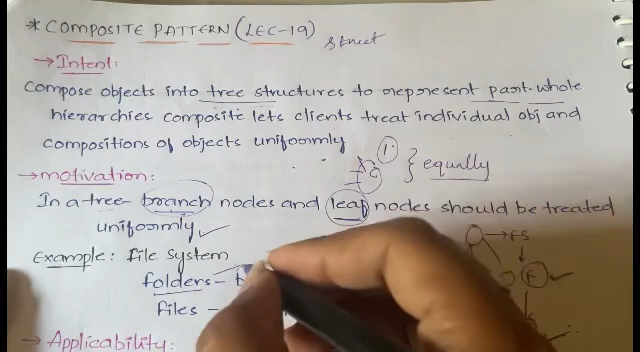 * COMPOSITE PATTERN (LEC-19) struct
→ Intent:
Compose objects into tree structures to represent part-whole
hierarchies composite lets clients treat individual obj and
compositions of objects uniformly
1.
} equally
→ motivation:
In a tree- branch nodes and leaf nodes should be treated
uniformly
Example: file system
folders -
files -
→ FS
F
→ Applicability: